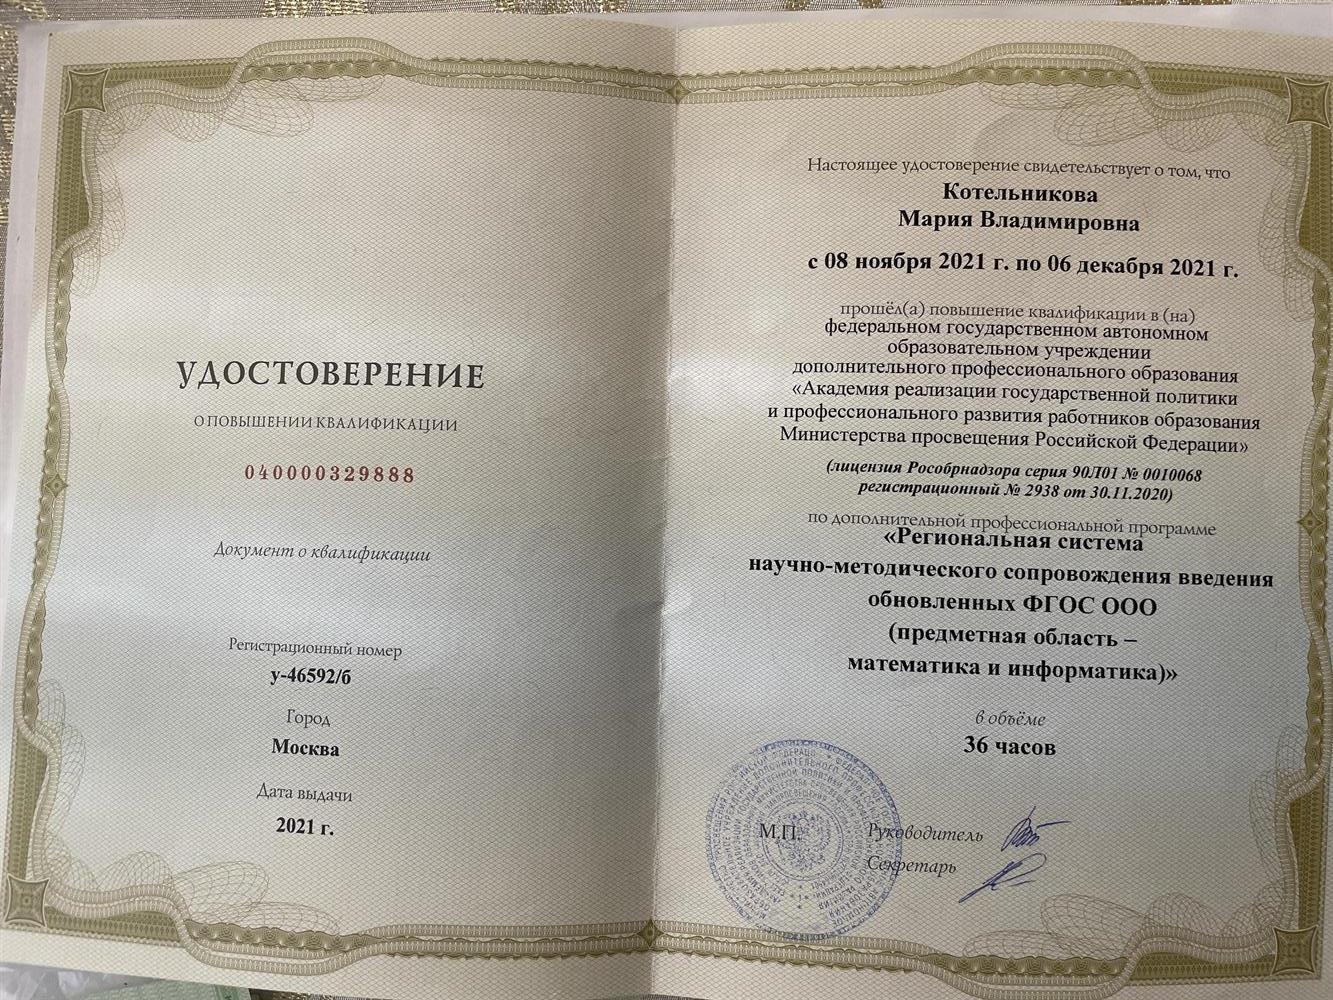 УДОСТОВЕРЕНИЕ
О ПОВЫШЕНИИ КВАЛИФИКАЦИИ
040000329888
Документ о квалификации
Регистрационный номер
у-46592/б
Город
Москва
Дата выдачи
2021 г.
Настоящее удостоверение свидетельствует о том, что
Котельникова
Мария Владимировна
с 08 ноября 2021 г. по 06 декабря 2021 г.
прошёл(а) повышение квалификации в (на)
федеральном государственном автономном
образовательном учреждении
дополнительного профессионального образования
«Академия реализации государственной политики
и профессионального развития работников образования
Министерства просвещения Российской Федерации»
(лицензия Рособрнадзора серия 90Л01 № 0010068
регистрационный № 2938 от 30.11.2020)
по дополнительной профессиональной программе
«Региональная система
научно-методического сопровождения введения
обновленных ФГОС ООО
(предметная область –
математика и информатика)»
в объёме
36 часов
М.П.
Руководитель
Секретарь